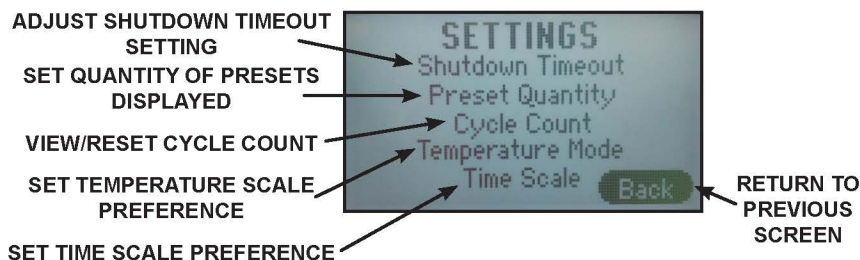 ADJUST SHUTDOWN TIMEOUT
SETTING
SET QUANTITY OF PRESETS
DISPLAYED
VIEW/RESET CYCLE COUNT
SET TEMPERATURE SCALE
PREFERENCE
SET TIME SCALE PREFERENCE
SETTINGS
Shutdown Timeout
Preset Quantity
Cycle Count
Temperature Mode
Time Scale
Back
RETURN TO
PREVIOUS
SCREEN